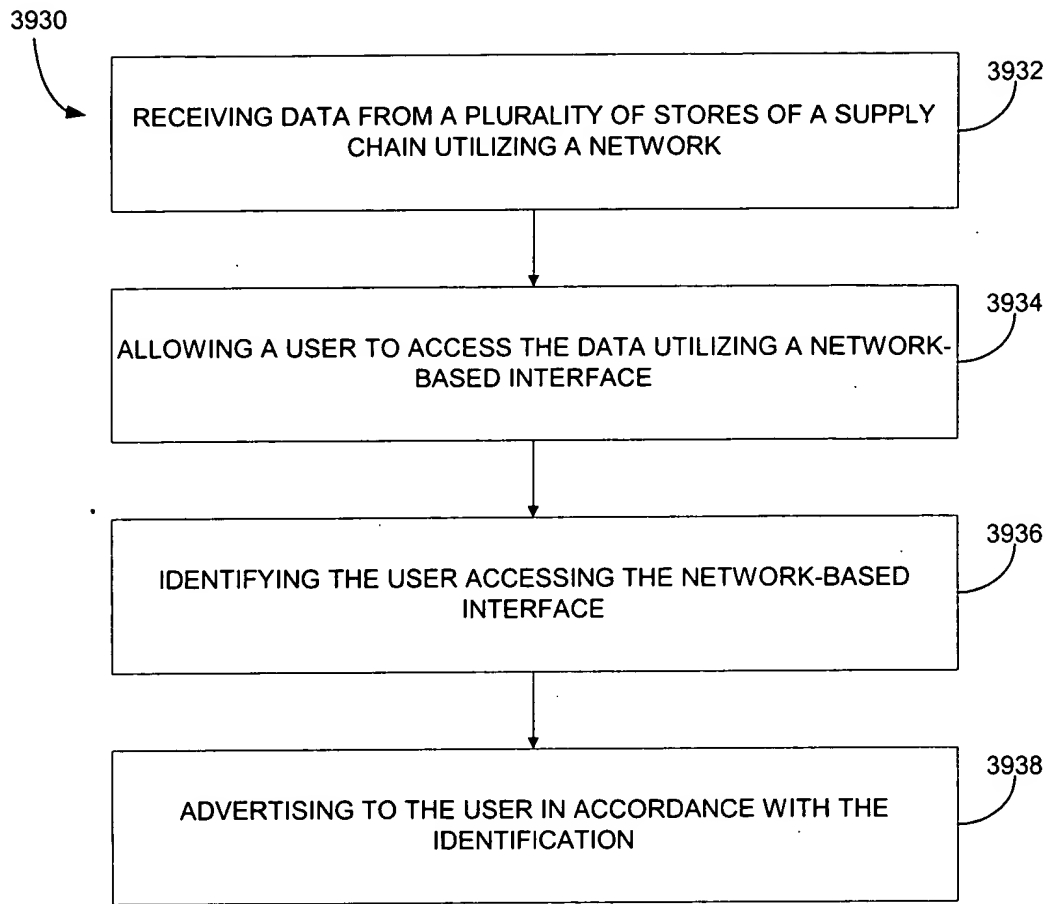 3930
3932
RECEIVING DATA FROM A PLURALITY OF STORES OF A SUPPLY
CHAIN UTILIZING A NETWORK
3934
ALLOWING A USER TO ACCESS THE DATA UTILIZING A NETWORK-
BASED INTERFACE
3936
IDENTIFYING THE USER ACCESSING THE NETWORK-BASED
INTERFACE
3938
ADVERTISING TO THE USER IN ACCORDANCE WITH THE
IDENTIFICATION